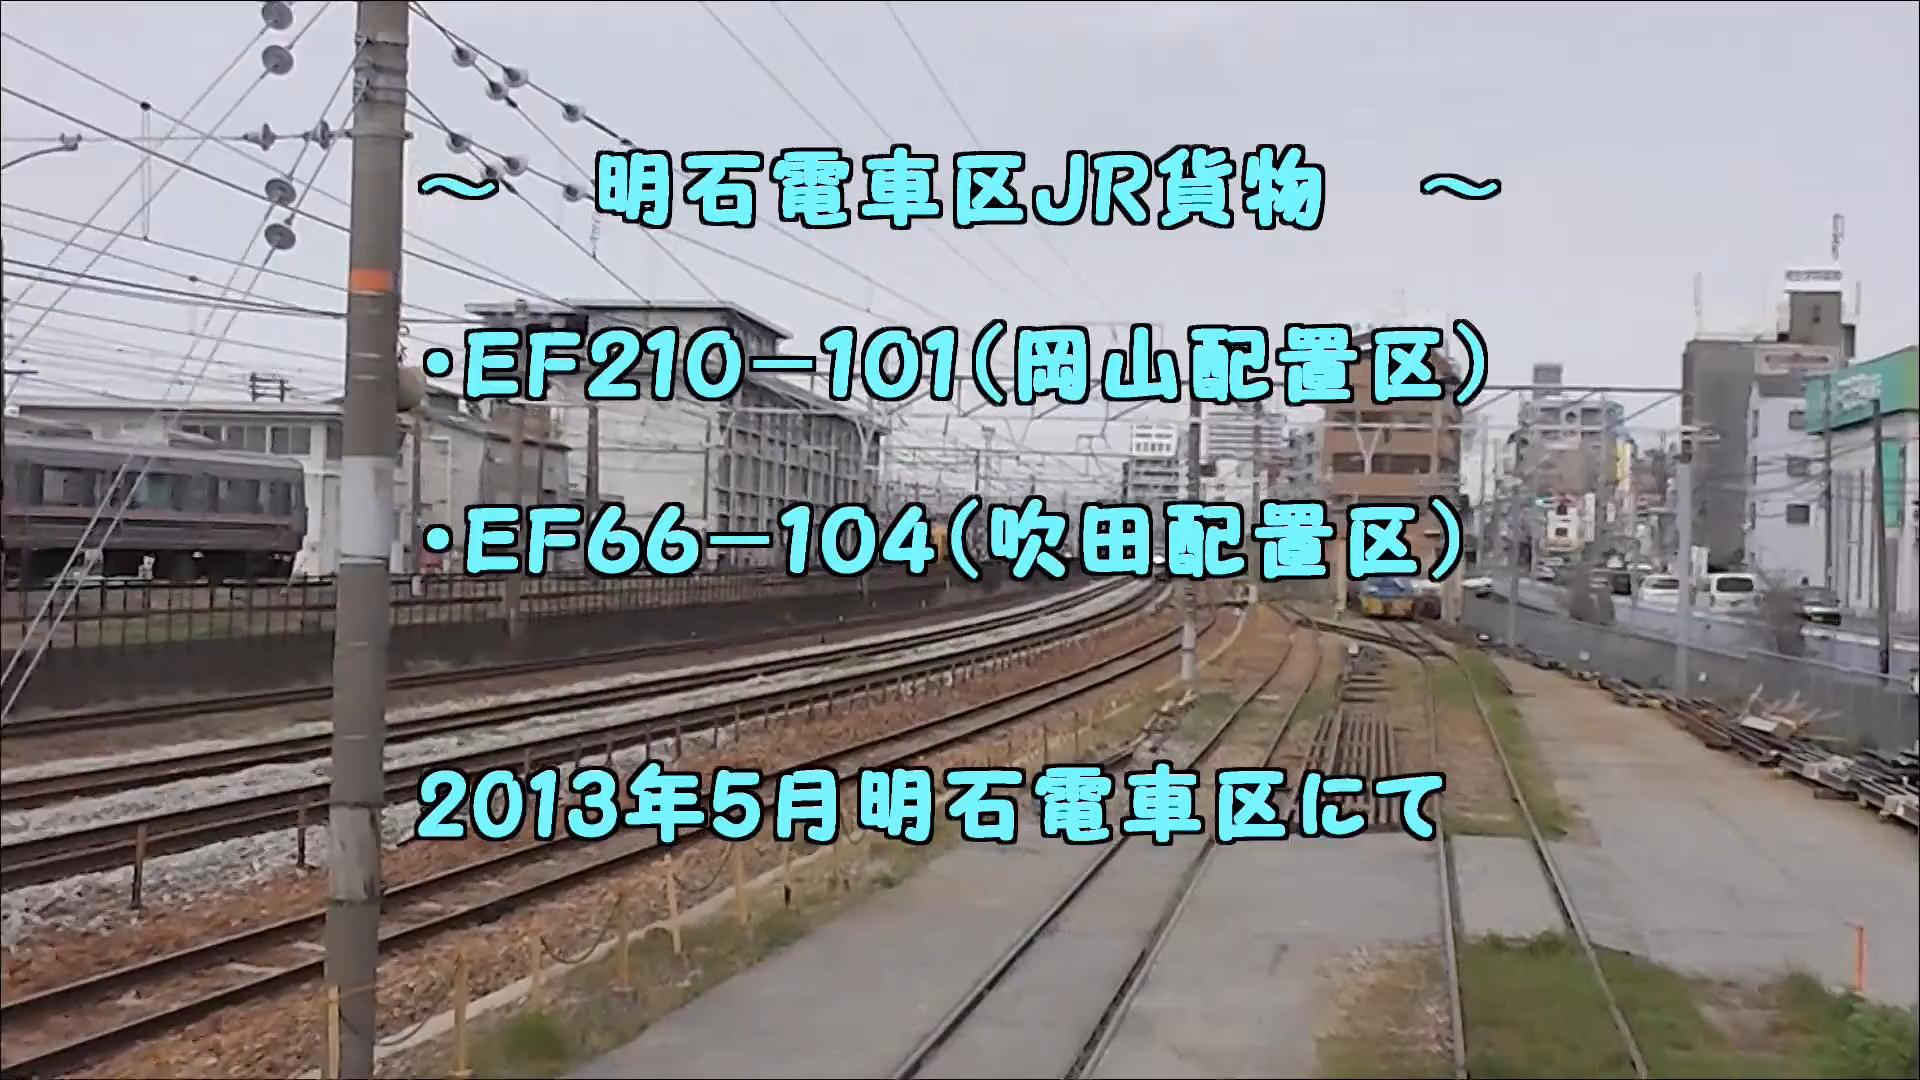 ～　明石電車区JR貨物　～
・EF210－101（岡山配置区）
・EF66－104（吹田配置区）
2013年5月明石電車区にて